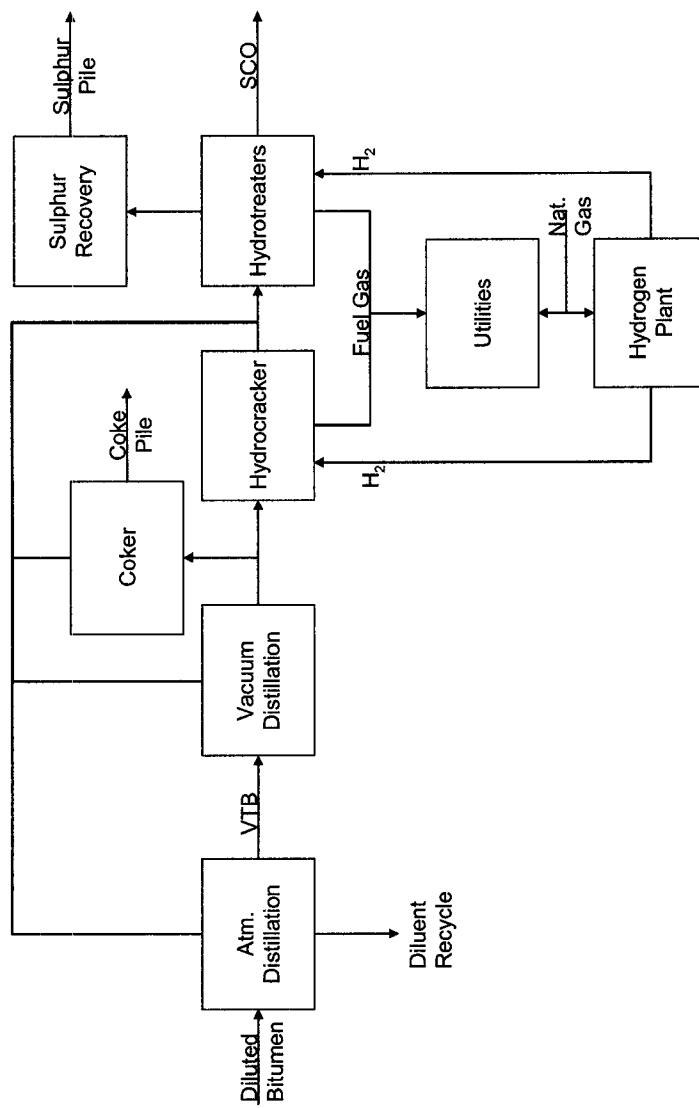 Sulphur
Pile
SCO
Sulphur
Recovery
Hydrotreaters
H2
Coke
Pile
Coker
Hydrocracker
Fuel Gas
Utilities
Nat.
Gas
Hydrogen
Plant
H2
Vacuum
Distillation
VTB
Atm.
Distillation
Diluent
Recycle
Diluted
Bitumen